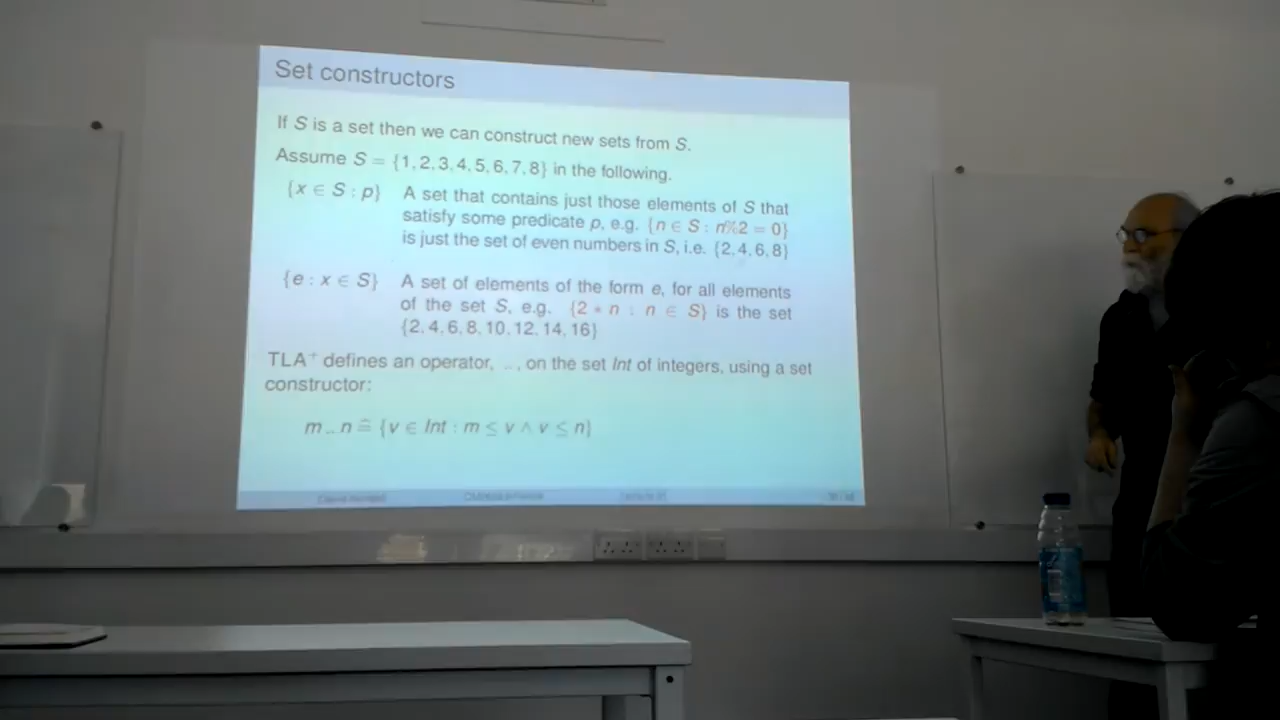 Set constructors
If S is a set then we can construct new sets from S.
Assume S = {1, 2, 3, 4, 5, 6, 7, 8} in the following.
{x ∈ S : p} A set that contains just those elements of S that
satisfy some predicate p, e.g. {n ∈ S : n%2 = 0}
is just the set of even numbers in S, i.e. {2, 4, 6, 8}
{e : x ∈ S} A set of elements of the form e, for all elements
of the set S, e.g. {2 * n : n ∈ S} is the set
{2, 4, 6, 8, 10, 12, 14, 16}
TLA⁺ defines an operator, .., on the set Int of integers, using a set
constructor:
m .. n ≙ {v ∈ Int : m ≤ v ∧ v ≤ n}